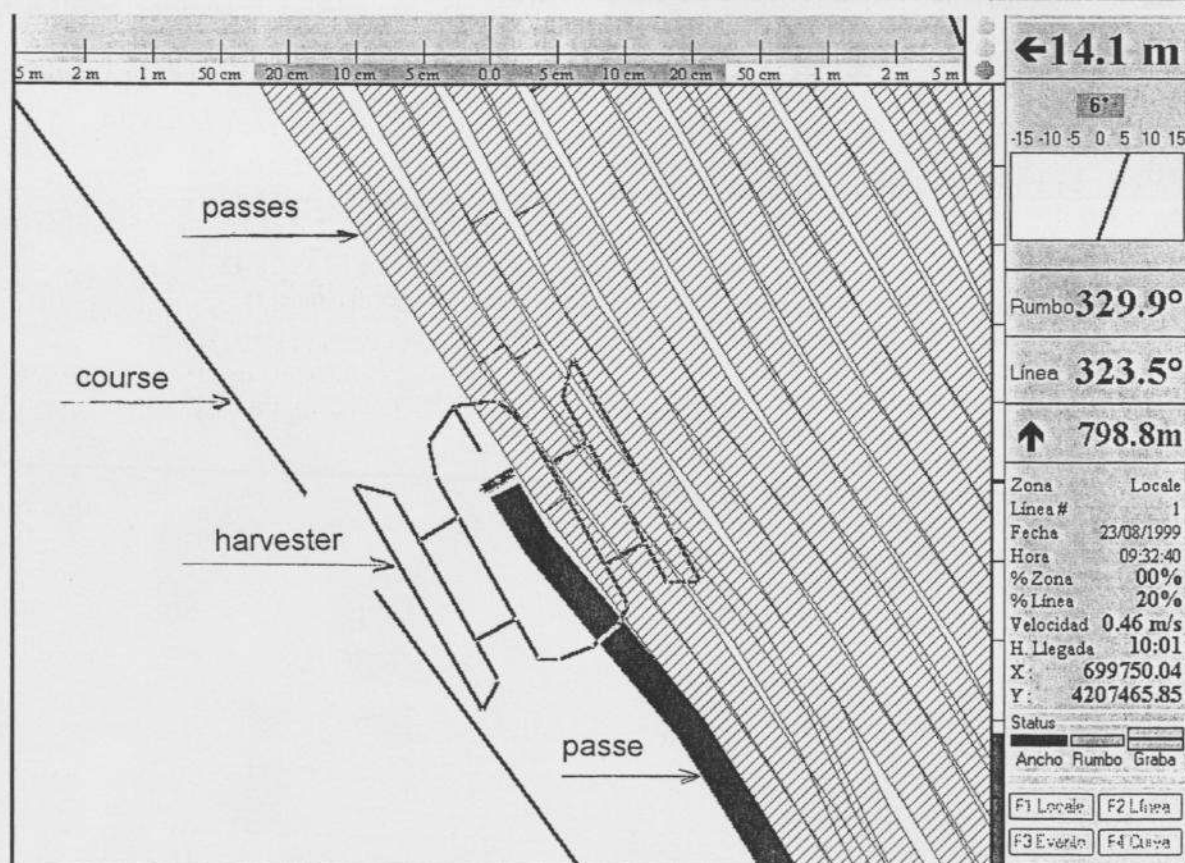 5 m 2 m 1 m 50 cm 20 cm 10 cm 5 cm 0.0 5 cm 10 cm 20 cm 50 cm 1 m 2 m 5 m
passes
course
harvester
passe
←14.1 m
6°
-15 -10 -5 0 5 10 15
Rumbo 329.9°
Línea 323.5°
↑ 798.8m
Zona Locale
Línea # 1
Fecha 23/08/1999
Hora 09:32:40
% Zona 00%
% Línea 20%
Velocidad 0.46 m/s
H. Llegada 10:01
X: 699750.04
Y: 4207465.85
Status
Ancho Rumbo Graba
F1 Locale F2 Línea
F3 Evento F4 Curva